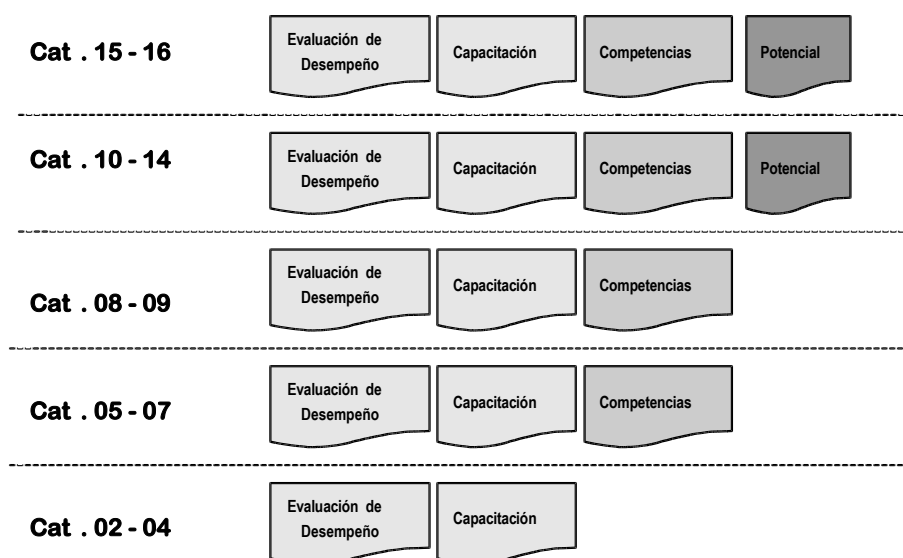 Cat . 15 - 16
Evaluación de
Desempeño
Capacitación
Competencias
Potencial
Cat . 10 - 14
Evaluación de
Desempeño
Capacitación
Competencias
Potencial
Cat . 08 - 09
Evaluación de
Desempeño
Capacitación
Competencias
Cat . 05 - 07
Evaluación de
Desempeño
Capacitación
Competencias
Cat . 02 - 04
Evaluación de
Desempeño
Capacitación